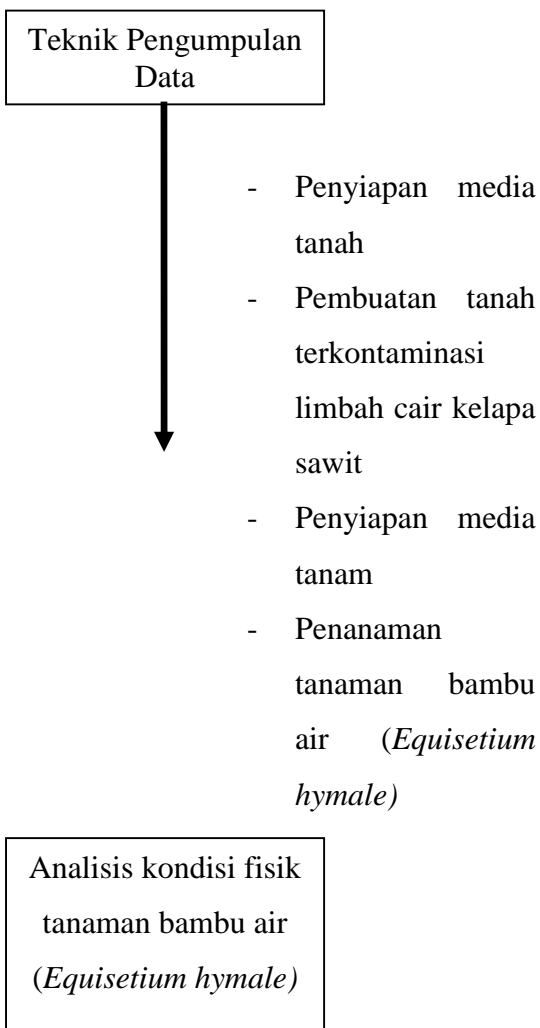 Teknik Pengumpulan
Data
- Penyiapan media
tanah
- Pembuatan tanah
terkontaminasi
limbah cair kelapa
sawit
- Penyiapan media
tanam
- Penanaman
tanaman bambu
air (Equisetium
hymale)
Analisis kondisi fisik
tanaman bambu air
(Equisetium hymale)